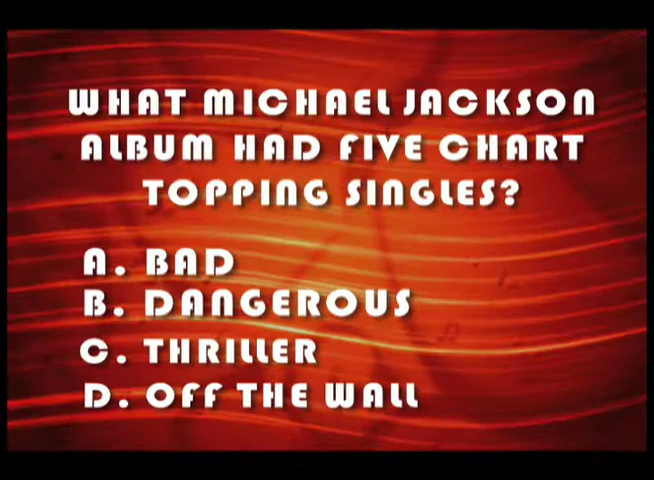 WHAT MICHAEL JACKSON
ALBUM HAD FIVE CHART
TOPPING SINGLES?
A. BAD
B. DANGEROUS
C. THRILLER
D. OFF THE WALL